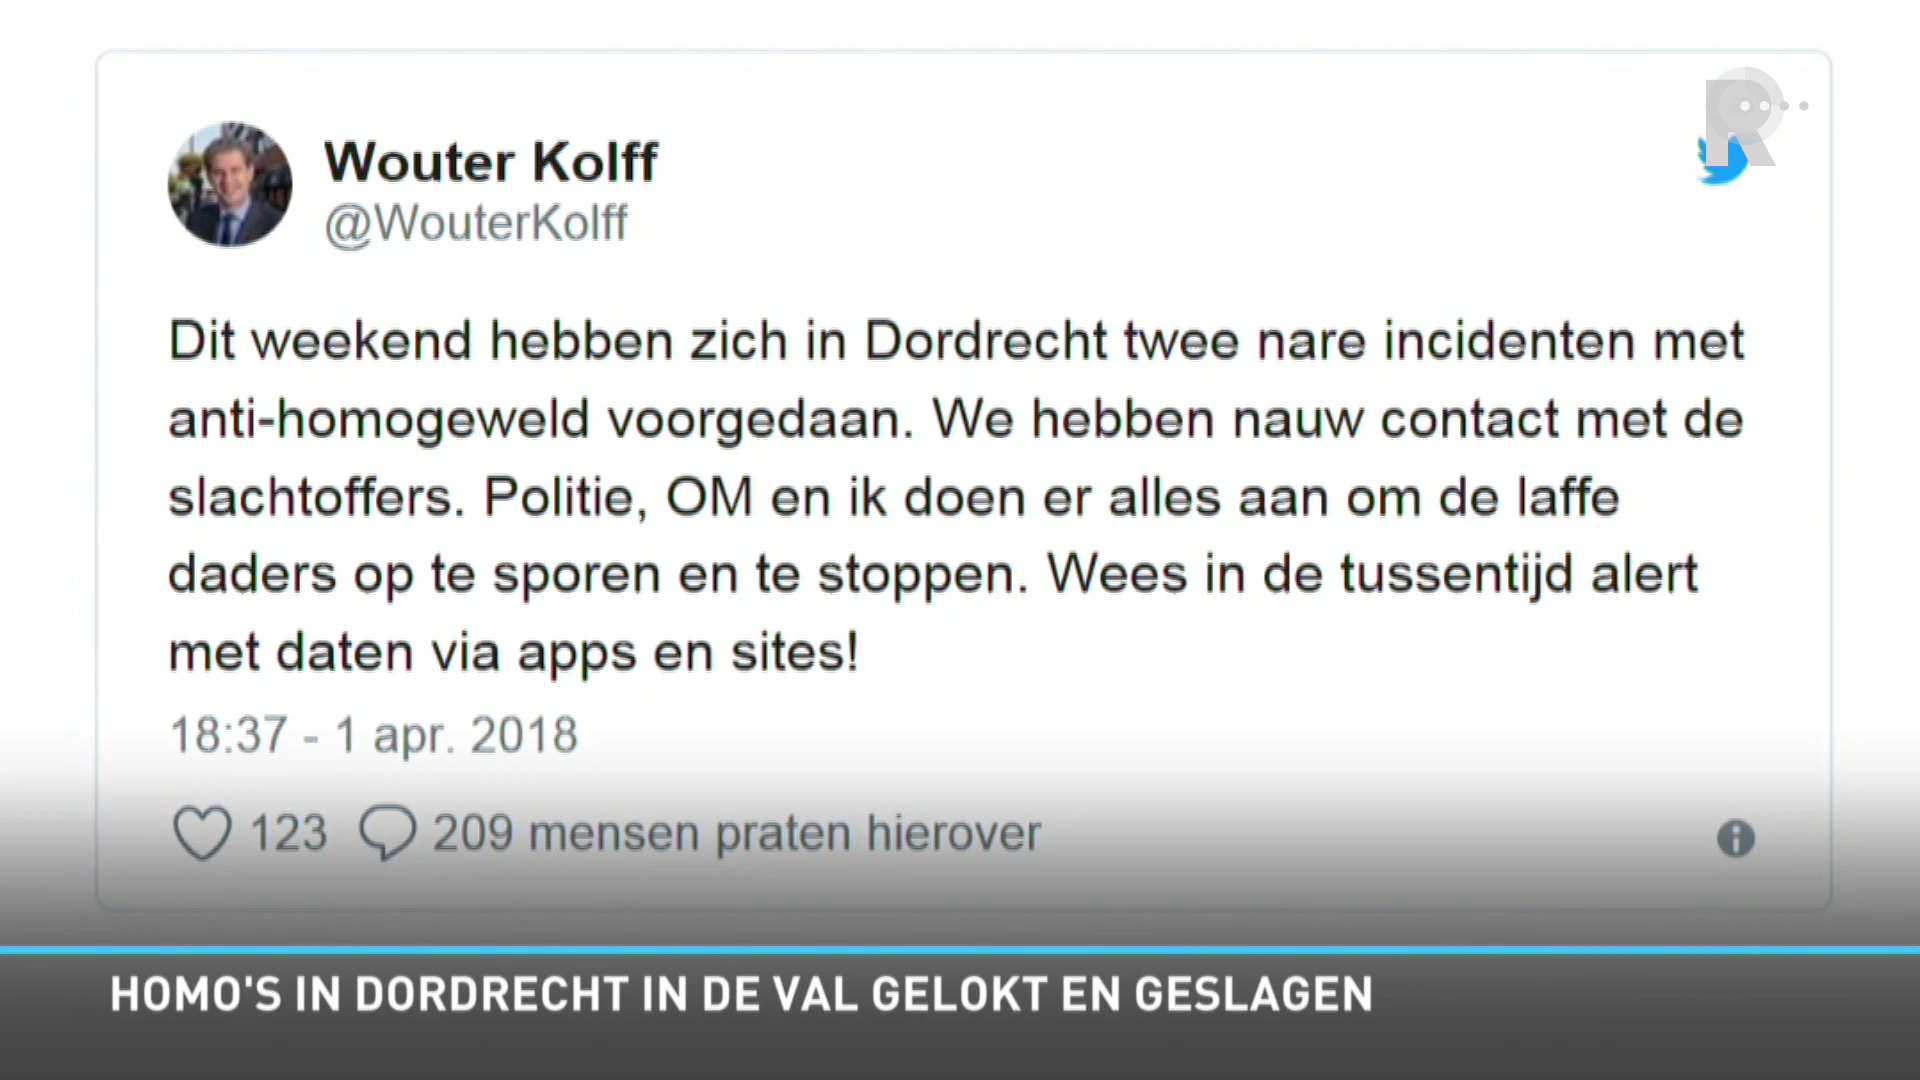 Wouter Kolff
@WouterKolff
Dit weekend hebben zich in Dordrecht twee nare incidenten met
anti-homogeweld voorgedaan. We hebben nauw contact met de
slachtoffers. Politie, OM en ik doen er alles aan om de laffe
daders op te sporen en te stoppen. Wees in de tussentijd alert
met daten via apps en sites!
18:37 - 1 apr. 2018
123 209 mensen praten hierover
HOMO'S IN DORDRECHT IN DE VAL GELOKT EN GESLAGEN